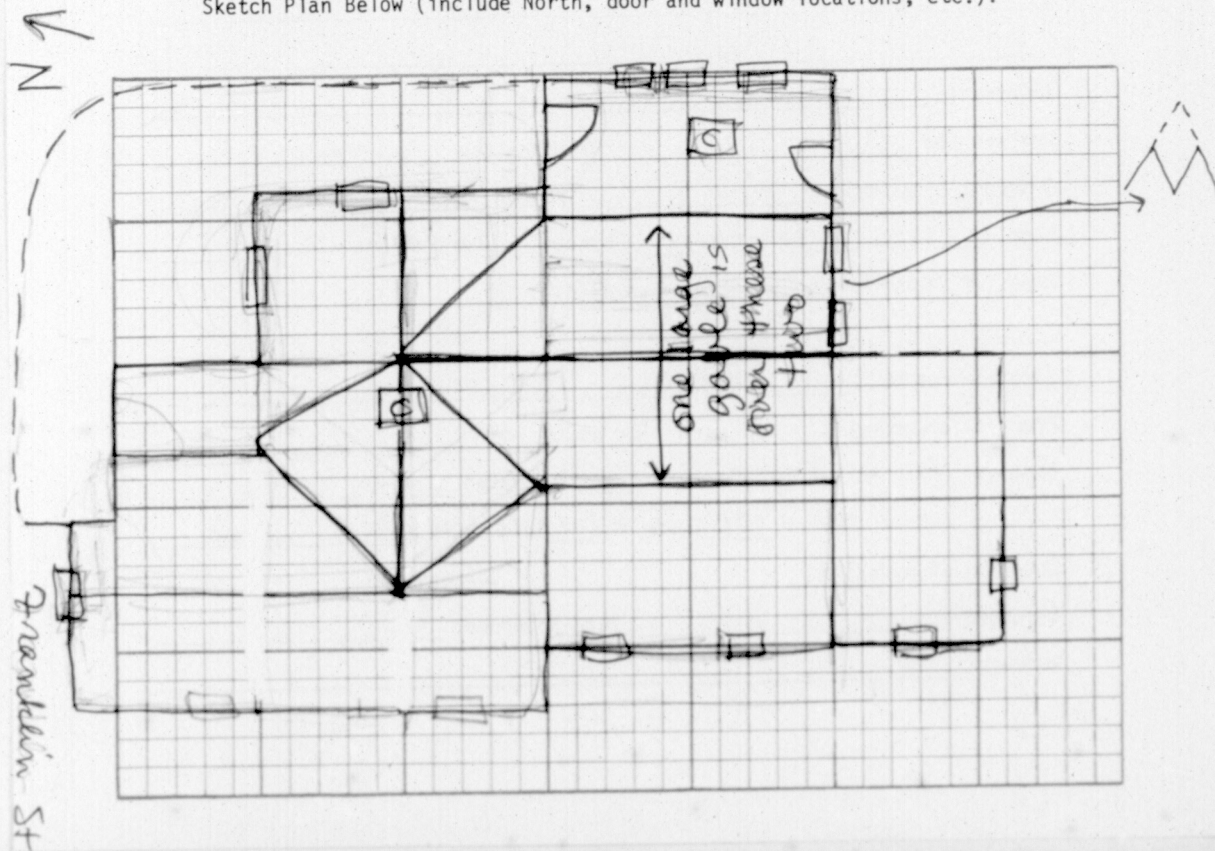 Sketch Plan Below (include North, door and window locations, etc.).
N
one large
gable is
over these
two
Franklin St